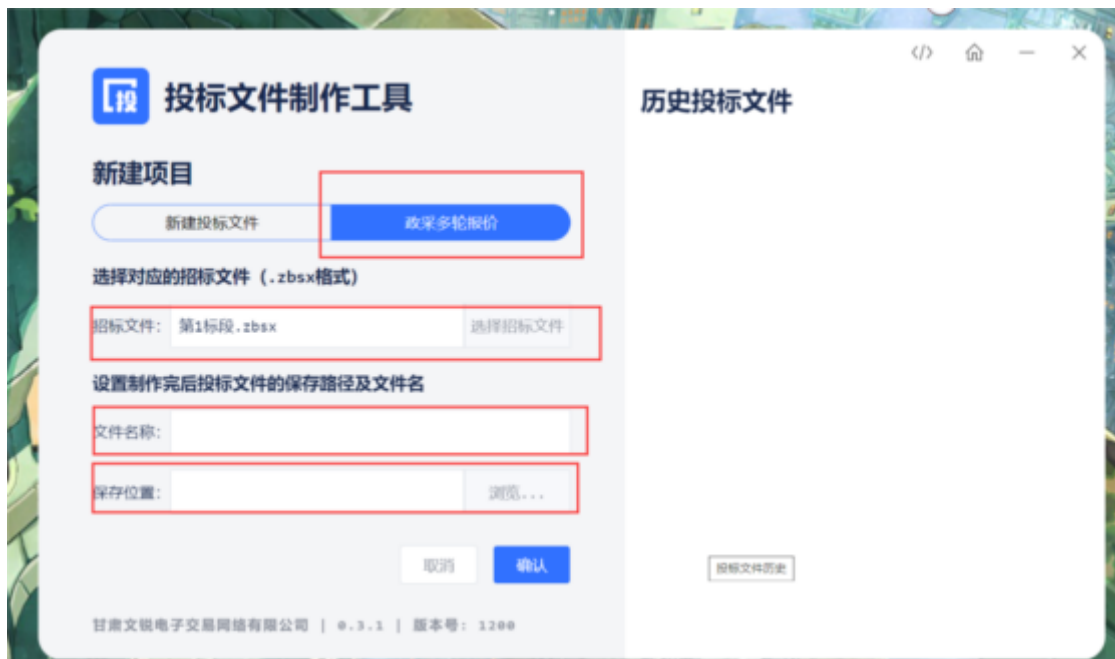 投
投标文件制作工具
新建项目
新建投标文件
政采多轮报价
选择对应的招标文件（.zbsx格式）
招标文件：
第1标段.zbsx
选择招标文件
设置制作完后投标文件的保存路径及文件名
文件名称：
保存位置：
浏览...
取消
确认
甘肃文锐电子交易网络有限公司 | 0.3.1 | 版本号: 1200
</>
历史投标文件
投标文件历史